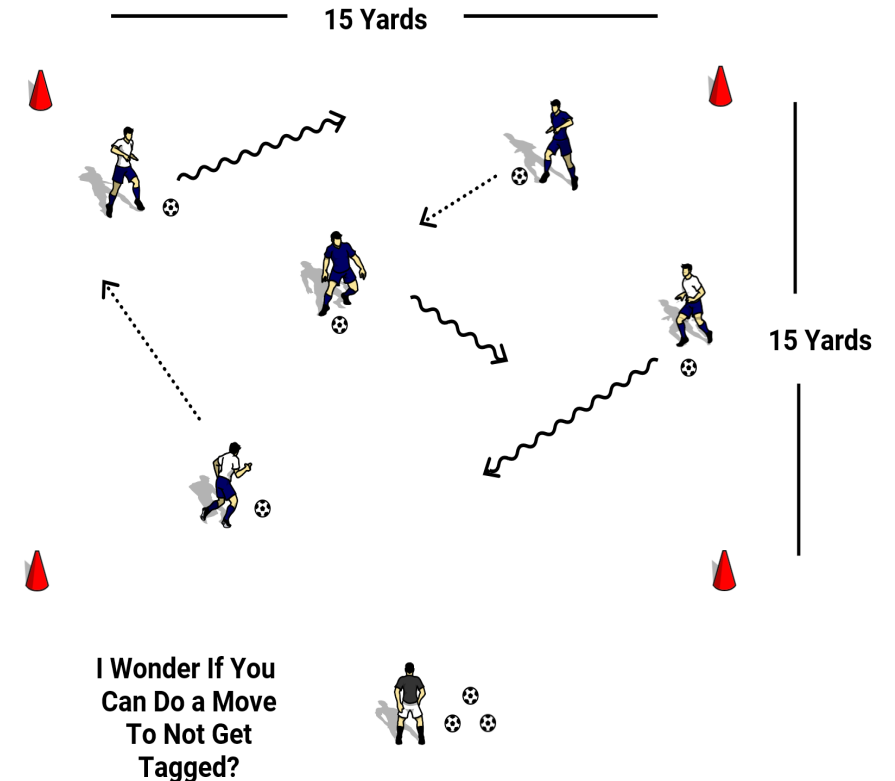 15 Yards
15 Yards
I Wonder If You
Can Do a Move
To Not Get
Tagged?